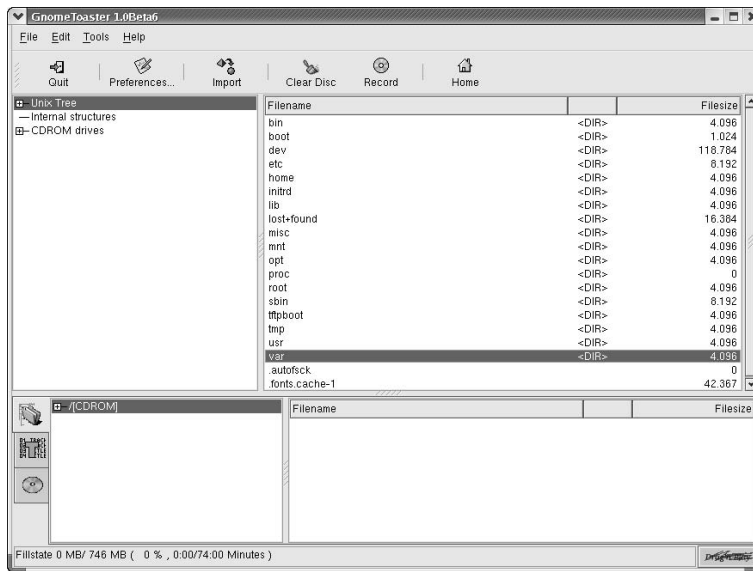 GnomeToaster 1.0Beta6
File Edit Tools Help
Quit Preferences... Import Clear Disc Record Home
Unix Tree
Internal structures
CDROM drives
Filename Filesize
bin <DIR> 4.096
boot <DIR> 1.024
dev <DIR> 118.784
etc <DIR> 8.192
home <DIR> 4.096
initrd <DIR> 4.096
lib <DIR> 4.096
lost+found <DIR> 16.384
misc <DIR> 4.096
mnt <DIR> 4.096
opt <DIR> 4.096
proc <DIR> 0
root <DIR> 4.096
sbin <DIR> 8.192
tftpboot <DIR> 4.096
tmp <DIR> 4.096
usr <DIR> 4.096
var <DIR> 4.096
.autofsck 0
.fonts.cache-1 42.367
/[CDROM]
Filename Filesize
Fillstate 0 MB/ 746 MB ( 0 % , 0:00/74:00 Minutes )